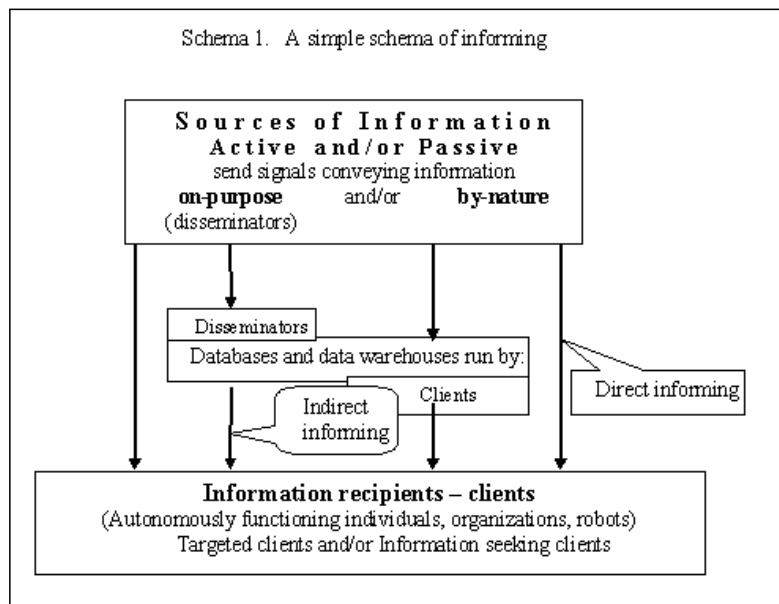 Schema 1. A simple schema of informing
Sources of Information
Active and/or Passive
send signals conveying information
on-purpose and/or by-nature
(disseminators)
Disseminators
Databases and data warehouses run by:
Clients
Indirect
informing
Direct informing
Information recipients – clients
(Autonomously functioning individuals, organizations, robots)
Targeted clients and/or Information seeking clients